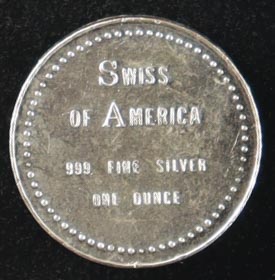 SWISS
OF AMERICA
999 FINE SILVER
ONE OUNCE